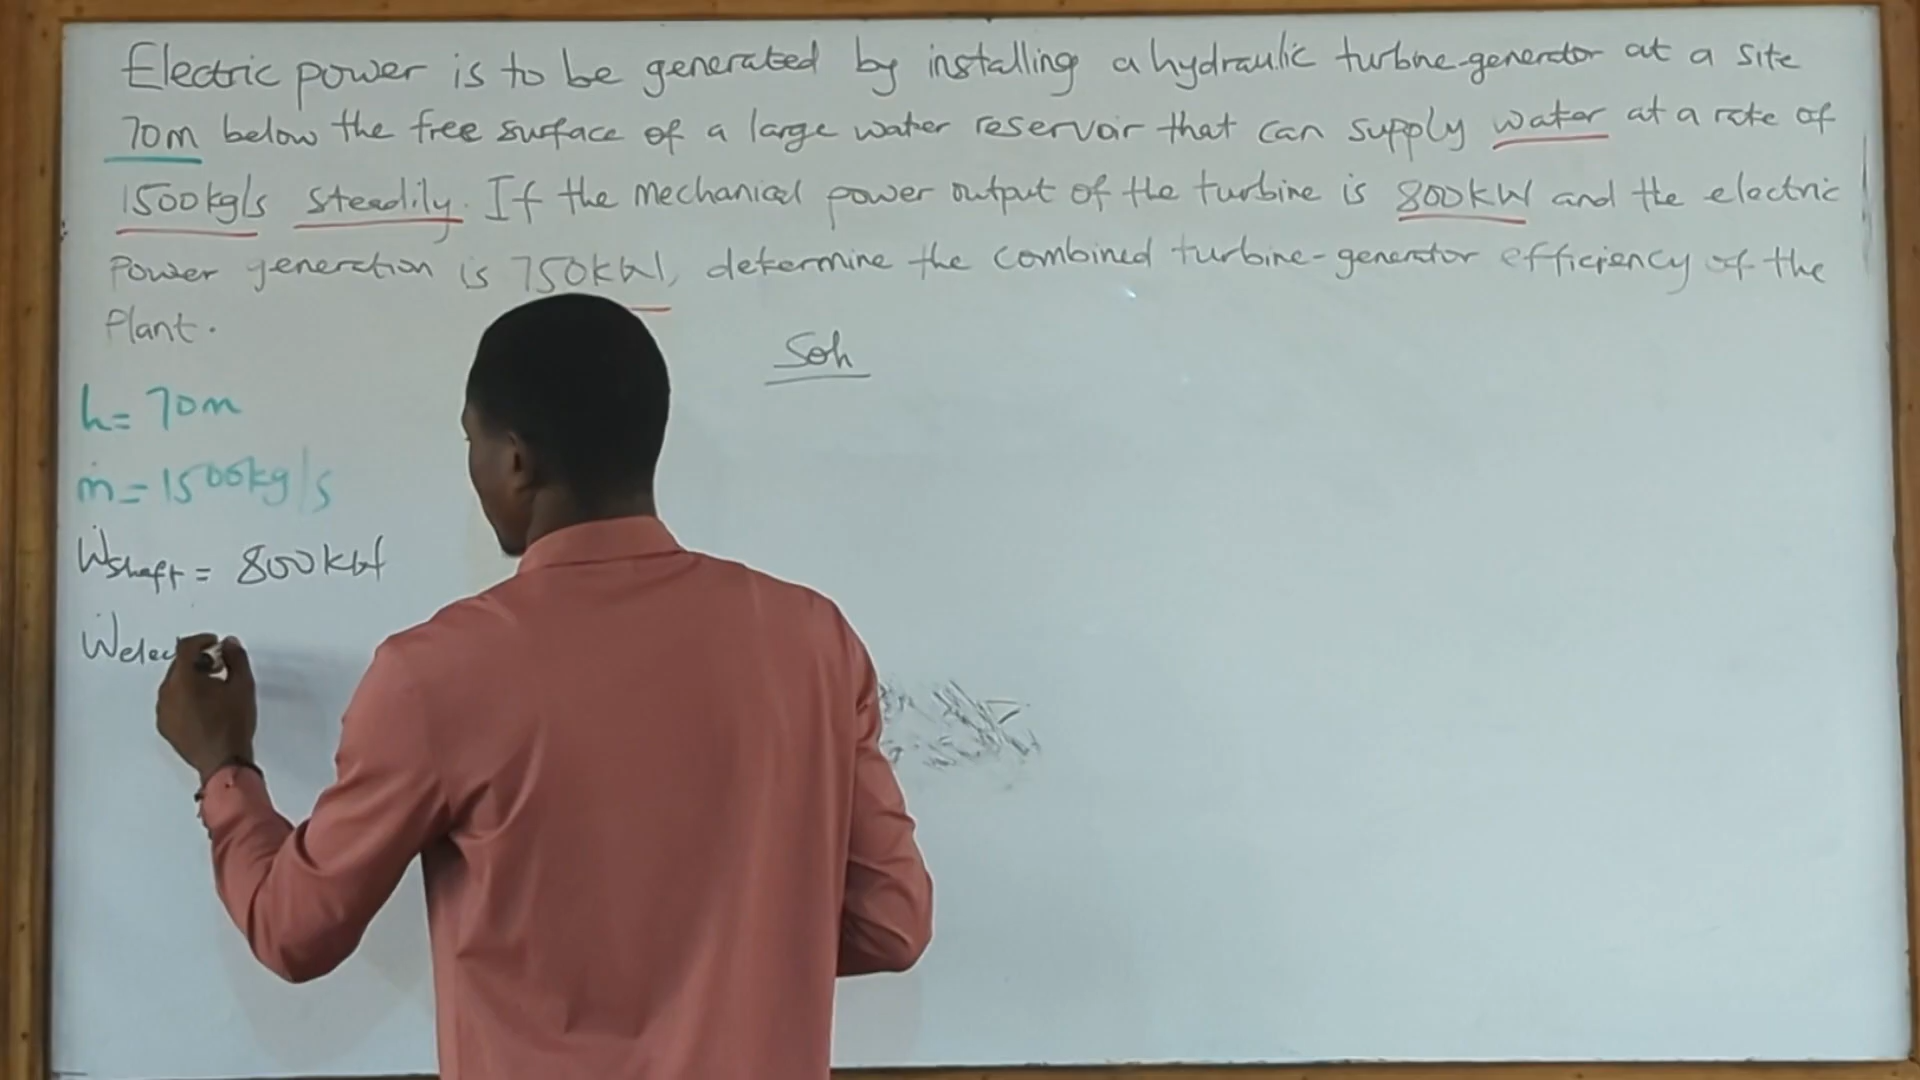 Electric power is to be generated by installing a hydraulic turbine-generator at a site
70m below the free surface of a large water reservoir that can supply water at a rate of
1500kg/s steadily. If the mechanical power output of the turbine is 800kW and the electric
Power generation is 750kW, determine the combined turbine-generator efficiency of the
Plant.
Soln
h = 70m
ṁ = 1500kg/s
Ẇshaft = 800kW
Ẇelec